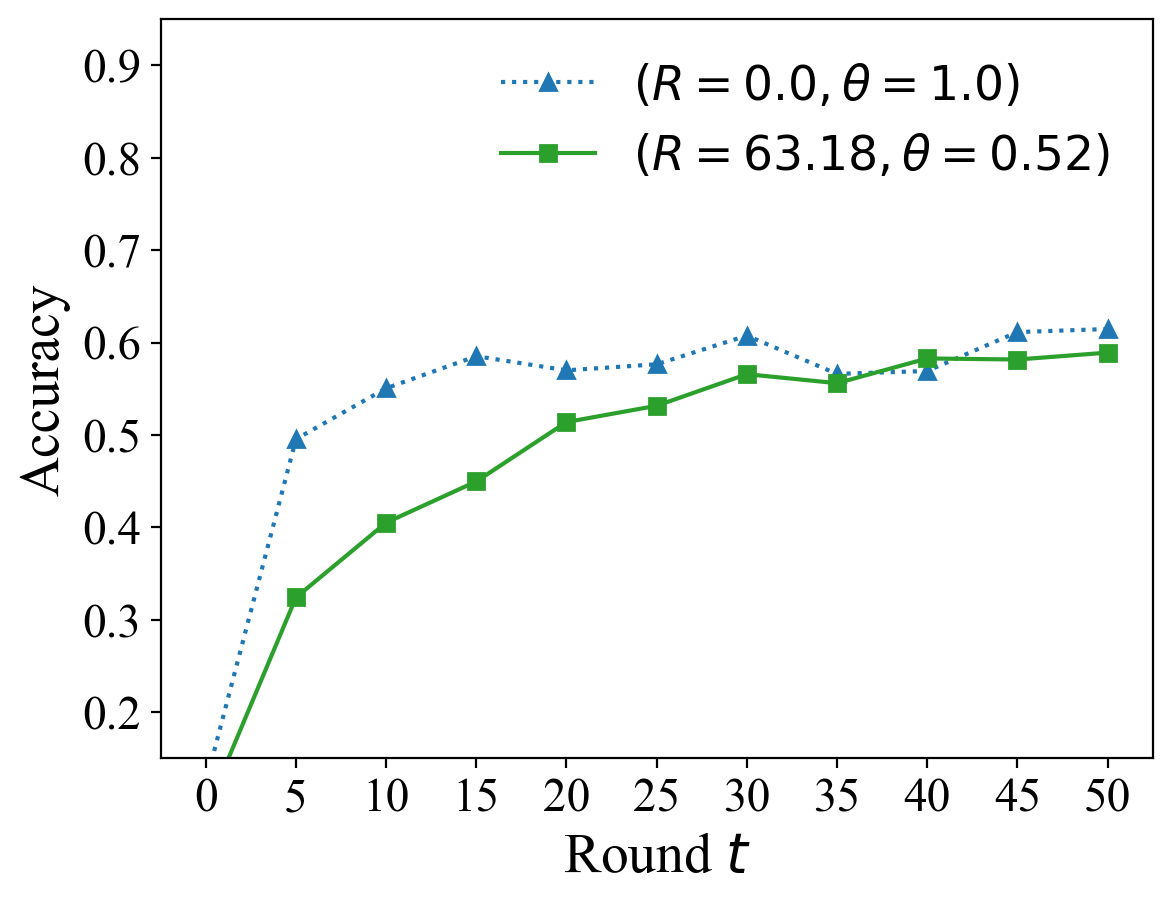 (R = 0.0, θ = 1.0)
(R = 63.18, θ = 0.52)
Accuracy
0.9
0.8
0.7
0.6
0.5
0.4
0.3
0.2
0 5 10 15 20 25 30 35 40 45 50
Round t